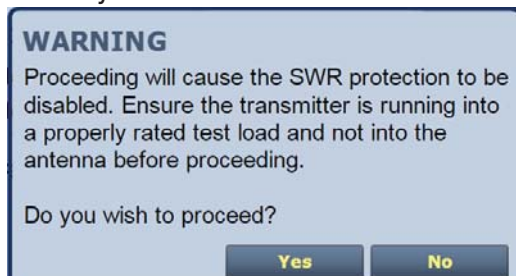 WARNING
Proceeding will cause the SWR protection to be
disabled. Ensure the transmitter is running into
a properly rated test load and not into the
antenna before proceeding.
Do you wish to proceed?
Yes No